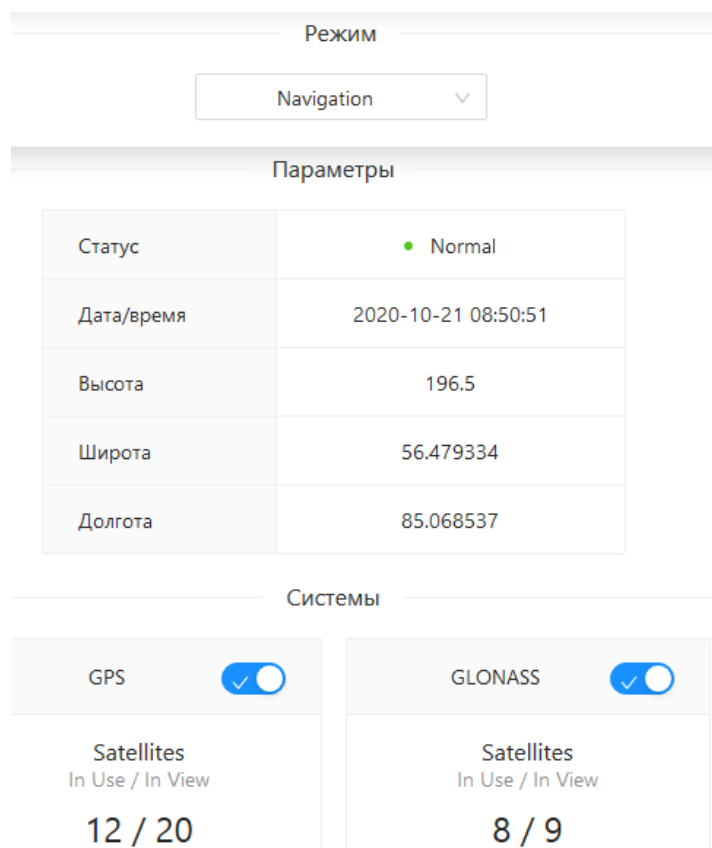 Режим
Navigation
Параметры
Статус Normal
Дата/время 2020-10-21 08:50:51
Высота 196.5
Широта 56.479334
Долгота 85.068537
Системы
GPS GLONASS
Satellites Satellites
In Use / In View In Use / In View
12 / 20 8 / 9